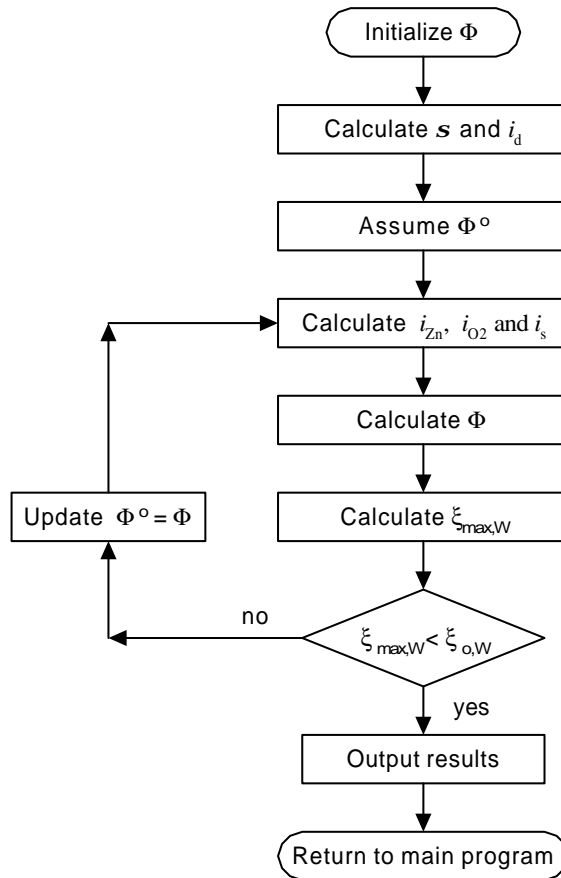 Initialize Φ
Calculate s and i_d
Assume Φ°
Calculate i_Zn, i_O2 and i_s
Calculate Φ
Calculate ξ_max,W
Update Φ° = Φ
no
ξ_max,W < ξ_o,W
yes
Output results
Return to main program